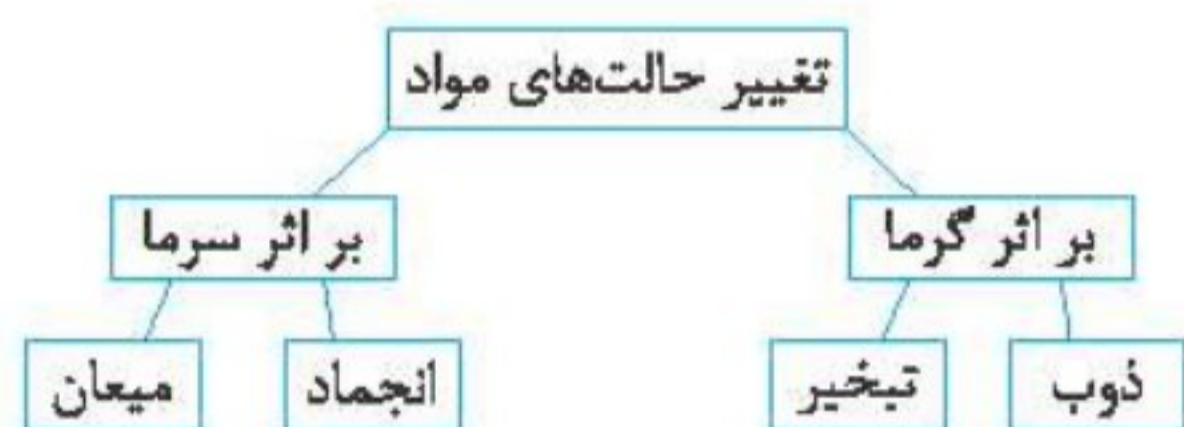 تغییر حالت‌های مواد
بر اثر گرما
بر اثر سرما
ذوب
تبخیر
انجماد
میعان